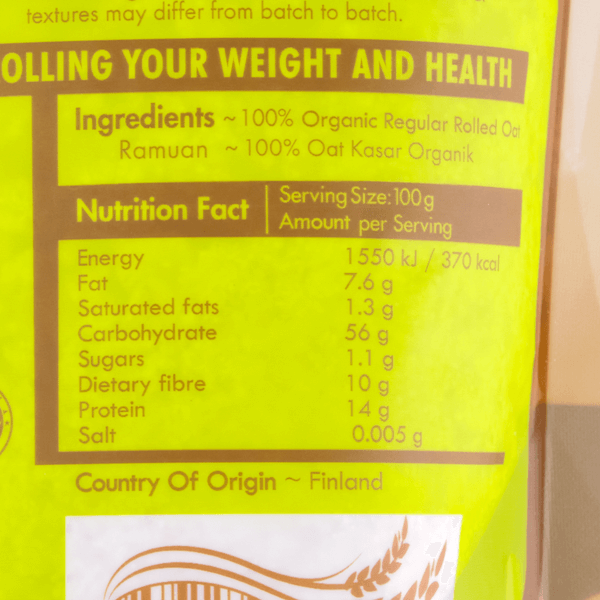 textures may differ from batch to batch.
OLLING YOUR WEIGHT AND HEALTH
Ingredients ~ 100% Organic Regular Rolled Oat
Ramuan ~ 100% Oat Kasar Organik
Nutrition Fact
Serving Size: 100 g
Amount per Serving
Energy 1550 kJ / 370 kcal
Fat 7.6 g
Saturated fats 1.3 g
Carbohydrate 56 g
Sugars 1.1 g
Dietary fibre 10 g
Protein 14 g
Salt 0.005 g
Country Of Origin ~ Finland